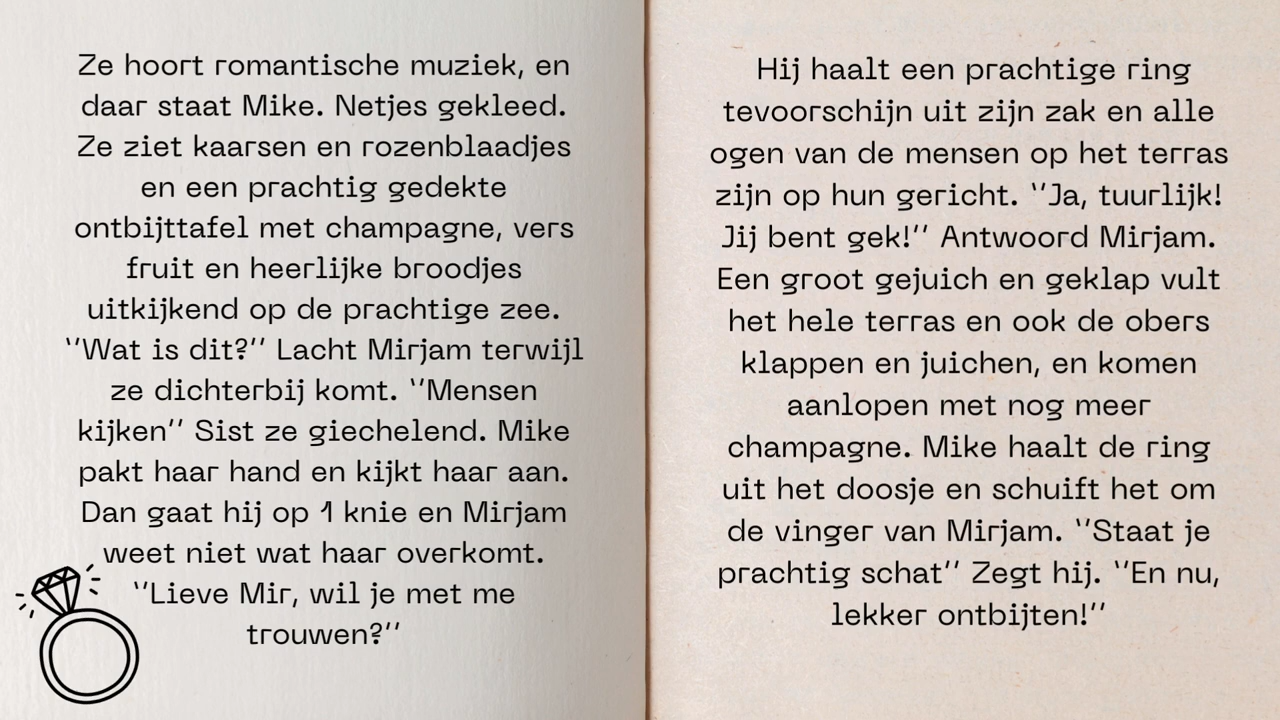 Ze hoort romantische muziek, en
daar staat Mike. Netjes gekleed.
Ze ziet kaarsen en rozenblaadjes
en een prachtig gedekte
ontbijttafel met champagne, vers
fruit en heerlijke broodjes
uitkijkend op de prachtige zee.
‘’Wat is dit?’’ Lacht Mirjam terwijl
ze dichterbij komt. ‘’Mensen
kijken’’ Sist ze giechelend. Mike
pakt haar hand en kijkt haar aan.
Dan gaat hij op 1 knie en Mirjam
weet niet wat haar overkomt.
‘’Lieve Mir, wil je met me
trouwen?’’
Hij haalt een prachtige ring
tevoorschijn uit zijn zak en alle
ogen van de mensen op het terras
zijn op hun gericht. ‘’Ja, tuurlijk!
Jij bent gek!’’ Antwoord Mirjam.
Een groot gejuich en geklap vult
het hele terras en ook de obers
klappen en juichen, en komen
aanlopen met nog meer
champagne. Mike haalt de ring
uit het doosje en schuift het om
de vinger van Mirjam. ‘’Staat je
prachtig schat’’ Zegt hij. ‘’En nu,
lekker ontbijten!’’